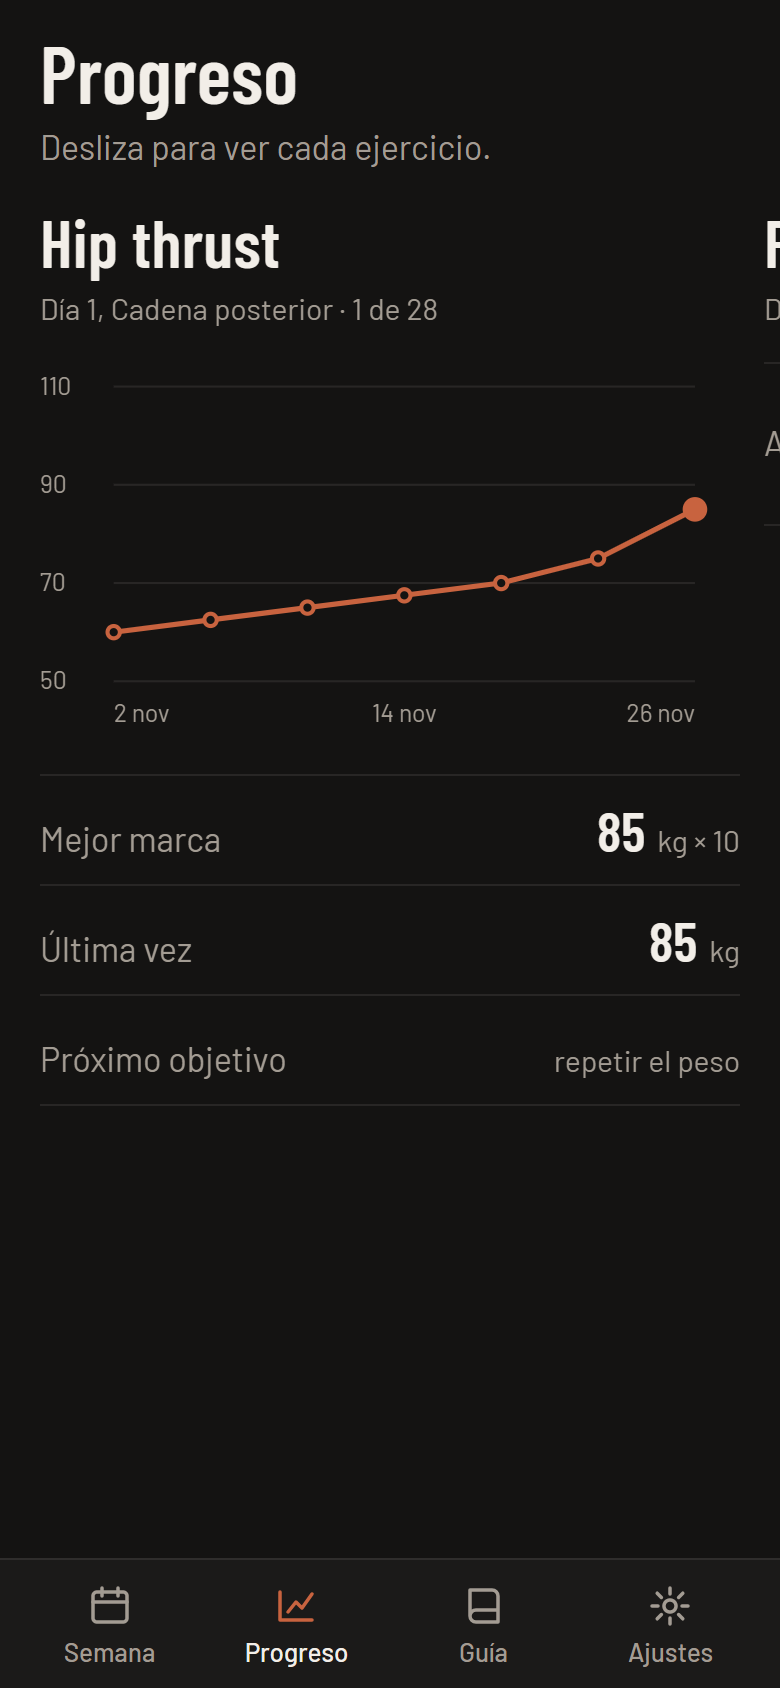 Progreso
Desliza para ver cada ejercicio.
Hip thrust
Día 1, Cadena posterior · 1 de 28
110
90
70
50
2 nov 14 nov 26 nov
Mejor marca 85 kg × 10
Última vez 85 kg
Próximo objetivo repetir el peso
Semana Progreso Guía Ajustes